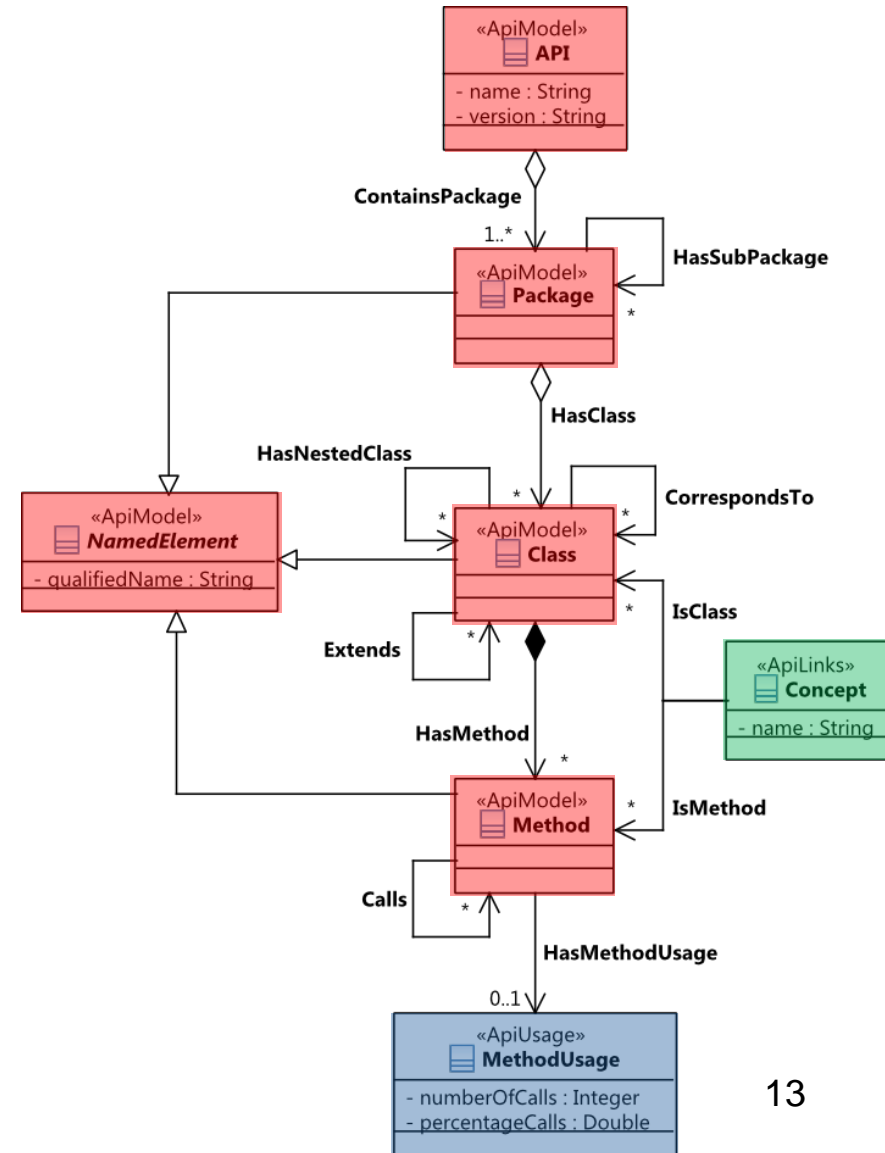 «ApiModel»
API
- name : String
- version : String
ContainsPackage
1..*
«ApiModel»
Package
HasSubPackage
*
HasClass
HasNestedClass
*
*
*
CorrespondsTo
«ApiModel»
NamedElement
- qualifiedName : String
«ApiModel»
Class
*
*
IsClass
Extends
«ApiLinks»
Concept
- name : String
HasMethod
*
«ApiModel»
Method
*
IsMethod
Calls
*
HasMethodUsage
0..1
«ApiUsage»
MethodUsage
- numberOfCalls : Integer
- percentageCalls : Double
13